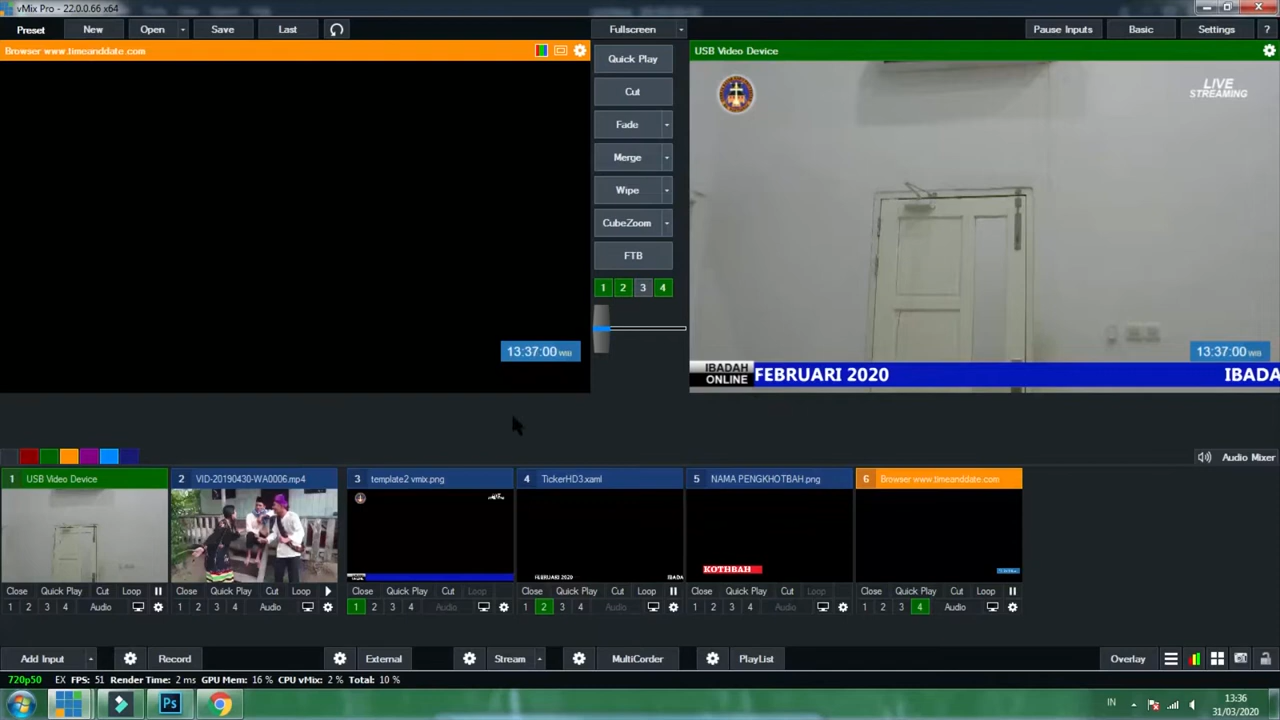 vMix Pro - 22.0.0.66 x64
Preset New Open Save Last Fullscreen Pause Inputs Basic Settings ?
Browser www.timeanddate.com
USB Video Device
LIVE
STREAMING
Quick Play
Cut
Fade
Merge
Wipe
CubeZoom
FTB
1 2 3 4
13:37:00 WIB
13:37:00 WIB
IBADAH
ONLINE
FEBRUARI 2020 IBADA
Audio Mixer
1 USB Video Device
2 VID-20190430-WA0006.mp4
3 template2 vmix.png
4 TickerHD3.xaml
5 NAMA PENGKHOTBAH.png
6 Browser www.timeanddate.com
FEBRUARI 2020 IBADA
KOTHBAH
Close Quick Play Cut Loop
Close Quick Play Cut Loop
Close Quick Play Cut Loop
Close Quick Play Cut Loop
Close Quick Play Cut Loop
Close Quick Play Cut Loop
1 2 3 4 Audio
1 2 3 4 Audio
1 2 3 4 Audio
1 2 3 4 Audio
1 2 3 4 Audio
1 2 3 4 Audio
Add Input Record External Stream MultiCorder PlayList Overlay
720p50 EX FPS: 51 Render Time: 2 ms GPU Mem: 16 % CPU vMix: 2 % Total: 10 %
Ps
IN
13:36
31/03/2020